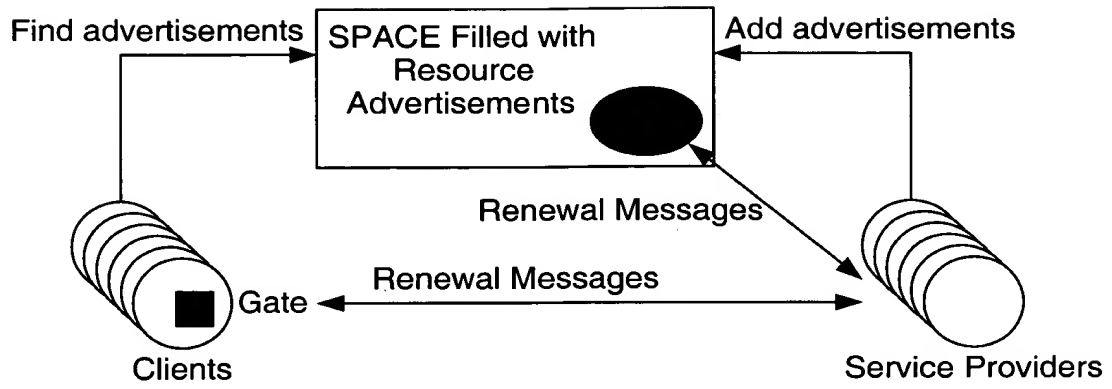 Find advertisements
SPACE Filled with
Resource
Advertisements
Add advertisements
Renewal Messages
Renewal Messages
Gate
Clients
Service Providers